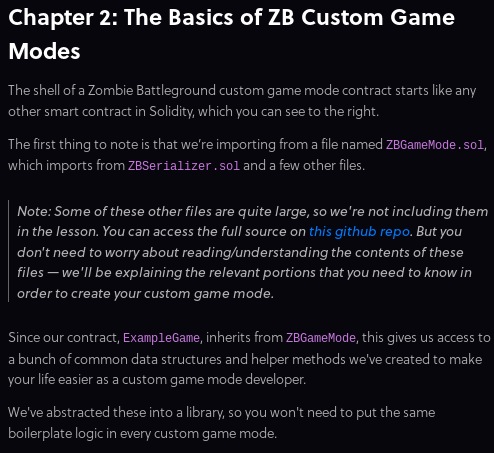 Chapter 2: The Basics of ZB Custom Game
Modes
The shell of a Zombie Battleground custom game mode contract starts like any
other smart contract in Solidity, which you can see to the right.
The first thing to note is that we're importing from a file named ZBGameMode.sol,
which imports from ZBSerializer.sol and a few other files.
Note: Some of these other files are quite large, so we're not including them
in the lesson. You can access the full source on this github repo. But you
don't need to worry about reading/understanding the contents of these
files — we'll be explaining the relevant portions that you need to know in
order to create your custom game mode.
Since our contract, ExampleGame, inherits from ZBGameMode, this gives us access to
a bunch of common data structures and helper methods we've created to make
your life easier as a custom game mode developer.
We've abstracted these into a library, so you won't need to put the same
boilerplate logic in every custom game mode.